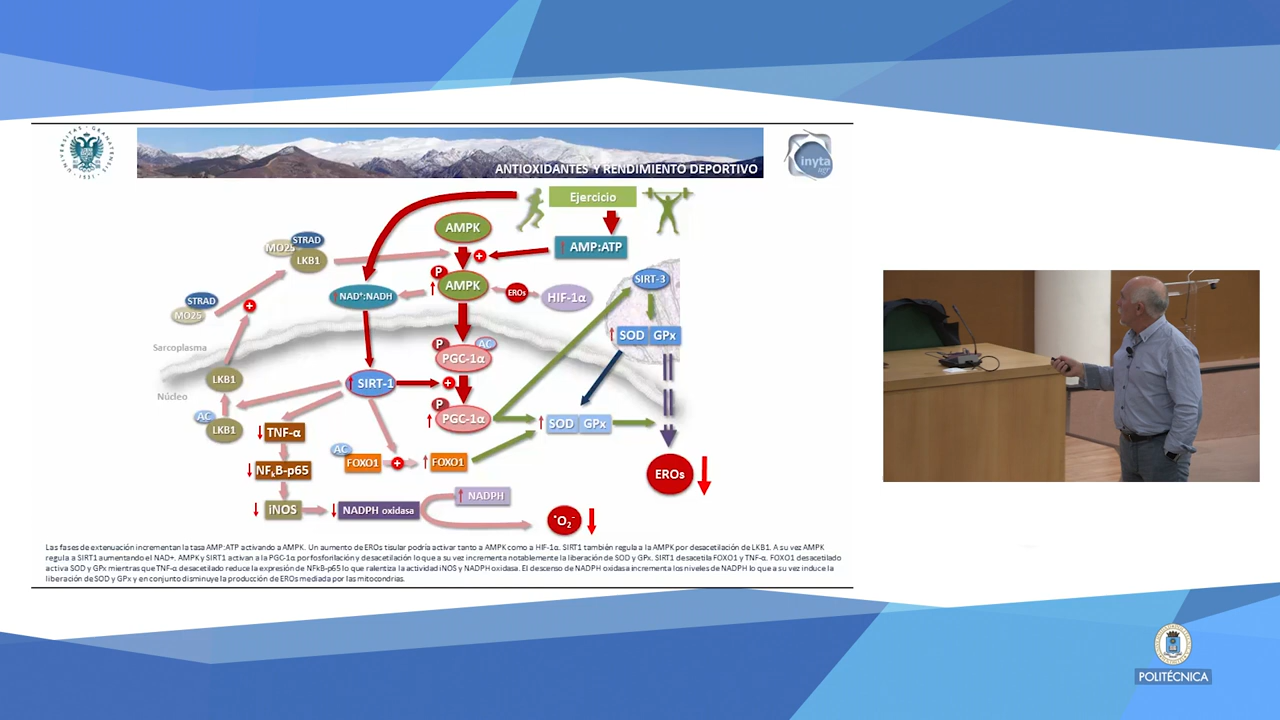 UNIVERSITAS GRANATENSIS 1531
ANTIOXIDANTES Y RENDIMIENTO DEPORTIVO
inyta
Ejercicio
AMPK
AMP:ATP
STRAD
MO25
LKB1
P
AMPK
NAD⁺:NADH
EROs
HIF-1α
SIRT-3
STRAD
MO25
SOD GPx
Sarcoplasma
P
AC
PGC-1α
LKB1
Núcleo
SIRT-1
P
PGC-1α
AC
LKB1
SOD GPx
TNF-α
AC
FOXO1
FOXO1
NFκB-p65
EROs
iNOS
NADPH oxidasa
NADPH
•O₂⁻
Las fases de extenuación incrementan la tasa AMP:ATP activando a AMPK. Un aumento de EROs tisular podría activar tanto a AMPK como a HIF-1α. SIRT1 también regula a la AMPK por desacetilación de LKB1. A su vez AMPK
regula a SIRT1 aumentando el NAD+. AMPK y SIRT1 activan a la PGC-1α por fosforilación y desacetilación lo que a su vez incrementa notablemente la liberación de SOD y GPx. SIRT1 desacetila FOXO1 y TNF-α. FOXO1 desacetilado
activa SOD y GPx mientras que TNF-α desacetilado reduce la expresión de NFkB-p65 lo que ralentiza la actividad iNOS y NADPH oxidasa. El descenso de NADPH oxidasa incrementa los niveles de NADPH lo que a su vez induce la
liberación de SOD y GPx y en conjunto disminuye la producción de EROs mediada por las mitocondrias.
POLITÉCNICA